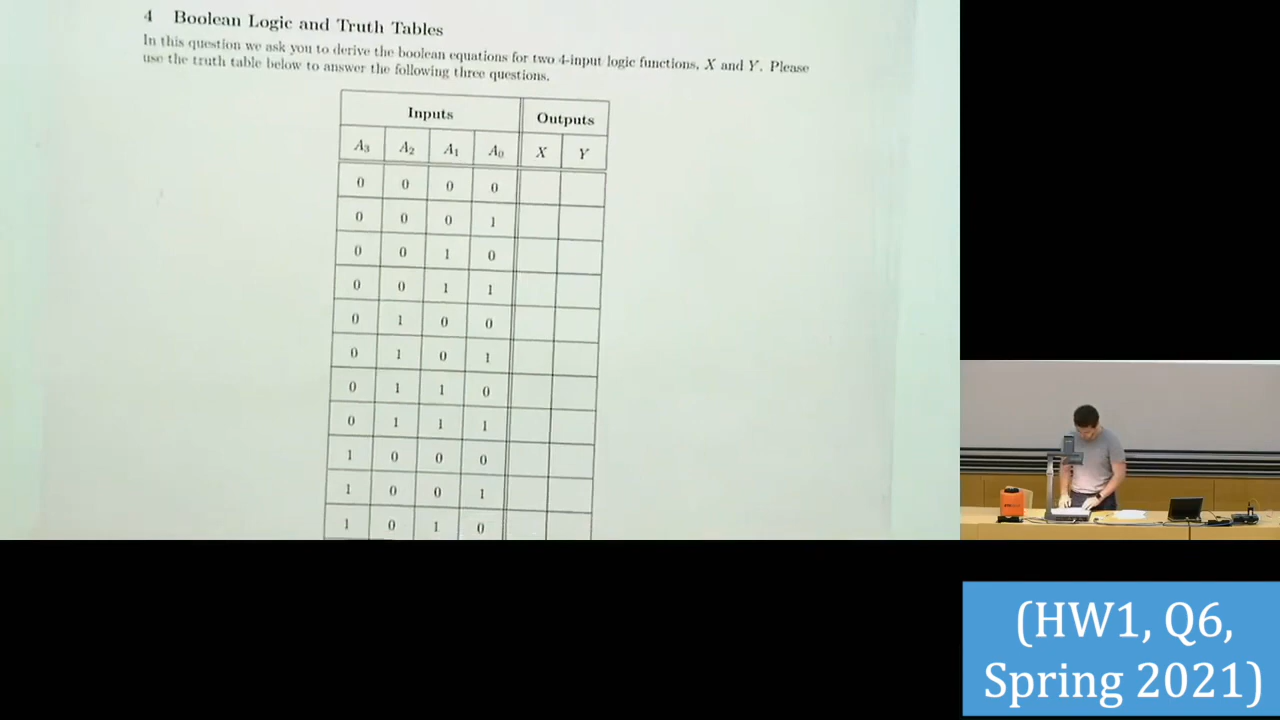 4 Boolean Logic and Truth Tables
In this question we ask you to derive the boolean equations for two 4-input logic functions, X and Y. Please
use the truth table below to answer the following three questions.
Inputs Outputs
A₃ A₂ A₁ A₀ X Y
0 0 0 0
0 0 0 1
0 0 1 0
0 0 1 1
0 1 0 0
0 1 0 1
0 1 1 0
0 1 1 1
1 0 0 0
1 0 0 1
1 0 1 0
(HW1, Q6,
Spring 2021)